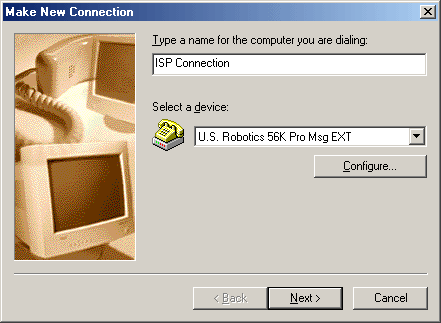 Make New Connection
Type a name for the computer you are dialing:
ISP Connection
Select a device:
U.S. Robotics 56K Pro Msg EXT
Configure...
< Back
Next >
Cancel